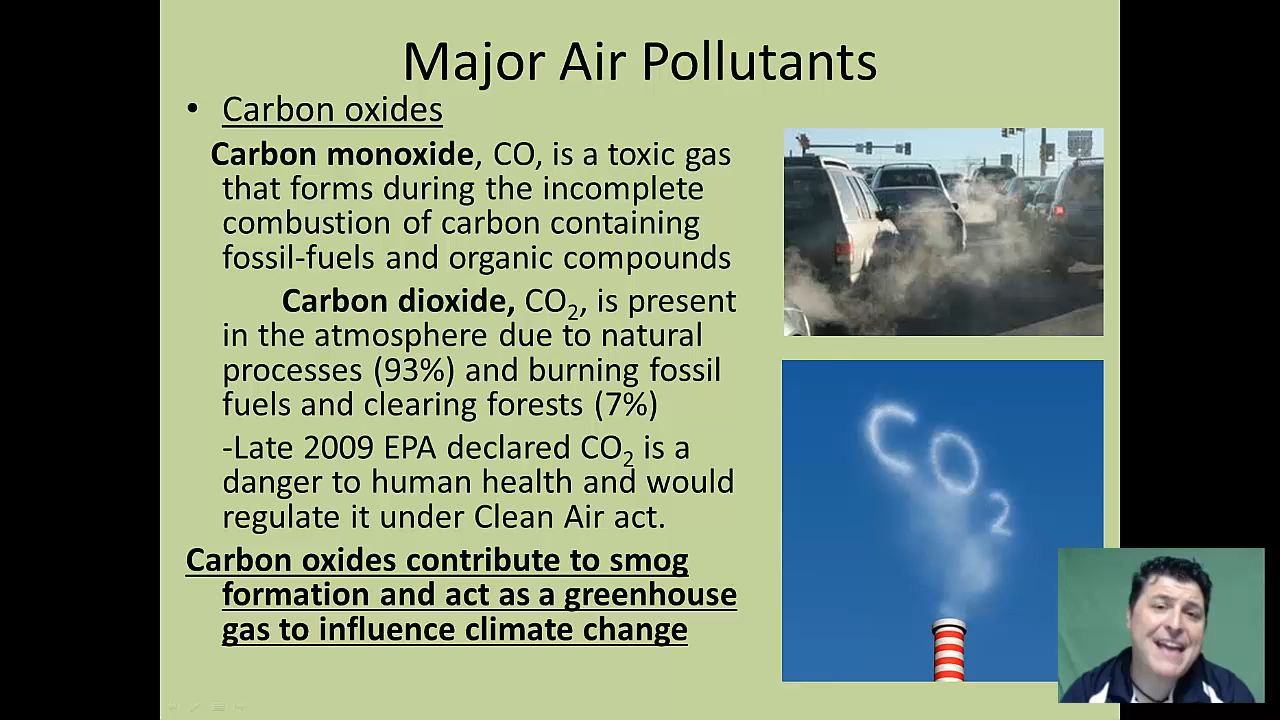 Major Air Pollutants
• Carbon oxides
Carbon monoxide, CO, is a toxic gas
that forms during the incomplete
combustion of carbon containing
fossil-fuels and organic compounds
Carbon dioxide, CO₂, is present
in the atmosphere due to natural
processes (93%) and burning fossil
fuels and clearing forests (7%)
-Late 2009 EPA declared CO₂ is a
danger to human health and would
regulate it under Clean Air act.
Carbon oxides contribute to smog
formation and act as a greenhouse
gas to influence climate change
CO₂